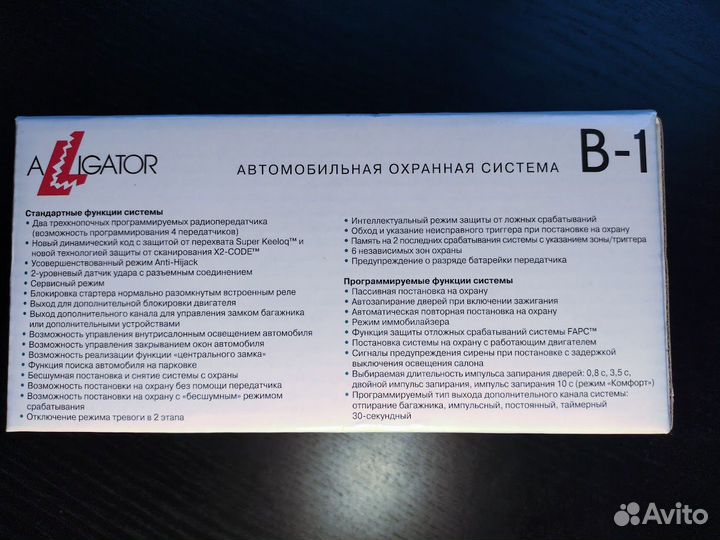 ALLIGATOR
АВТОМОБИЛЬНАЯ ОХРАННАЯ СИСТЕМА B-1
Стандартные функции системы
• Два трехкнопочных программируемых радиопередатчика
(возможность программирования 4 передатчиков)
• Новый динамический код с защитой от перехвата Super Keeloq™ и
новой технологией защиты от сканирования X2-CODE™
• Усовершенствованный режим Anti-Hijack
• 2-уровневый датчик удара с разъемным соединением
• Сервисный режим
• Блокировка стартера нормально разомкнутым встроенным реле
• Выход для дополнительной блокировки двигателя
• Выход дополнительного канала для управления замком багажника
или дополнительными устройствами
• Возможность управления внутрисалонным освещением автомобиля
• Возможность управления закрыванием окон автомобиля
• Возможность реализации функции "центрального замка"
• Функция поиска автомобиля на парковке
• Бесшумная постановка и снятие системы с охраны
• Возможность постановки на охрану без помощи передатчика
• Возможность постановки на охрану с «бесшумным» режимом
срабатывания
• Отключение режима тревоги в 2 этапа
• Интеллектуальный режим защиты от ложных срабатываний
• Обход и указание неисправного триггера при постановке на охрану
• Память на 2 последних срабатывания системы с указанием зоны/триггера
• 6 независимых зон охраны
• Предупреждение о разряде батарейки передатчика
Программируемые функции системы
• Пассивная постановка на охрану
• Автозапирание дверей при включении зажигания
• Автоматическая повторная постановка на охрану
• Режим иммобилайзера
• Функция защиты отложных срабатываний системы FAPC™
• Постановка системы на охрану с работающим двигателем
• Сигналы предупреждения сирены при постановке с задержкой
выключения освещения салона
• Выбираемая длительность импульса запирания дверей: 0,8 с, 3,5 с,
двойной импульс запирания, импульс запирания 10 с (режим «Комфорт»)
• Программируемый тип выхода дополнительного канала системы:
отпирание багажника, импульсный, постоянный, таймерный
30-секундный
Avito